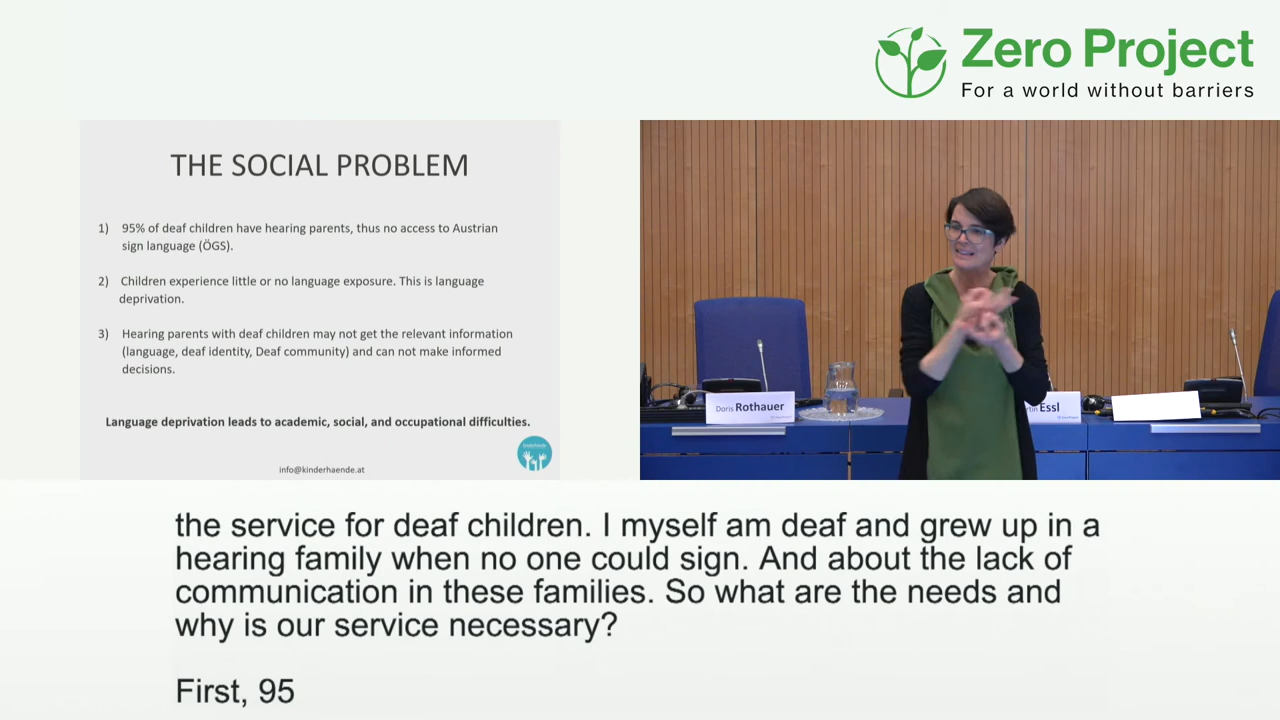 Zero Project
For a world without barriers
THE SOCIAL PROBLEM
1) 95% of deaf children have hearing parents, thus no access to Austrian
sign language (ÖGS).
2) Children experience little or no language exposure. This is language
deprivation.
3) Hearing parents with deaf children may not get the relevant information
(language, deaf identity, Deaf community) and can not make informed
decisions.
Language deprivation leads to academic, social, and occupational difficulties.
info@kinderhaende.at
Doris Rothauer
Essl
the service for deaf children. I myself am deaf and grew up in a
hearing family when no one could sign. And about the lack of
communication in these families. So what are the needs and
why is our service necessary?
First, 95